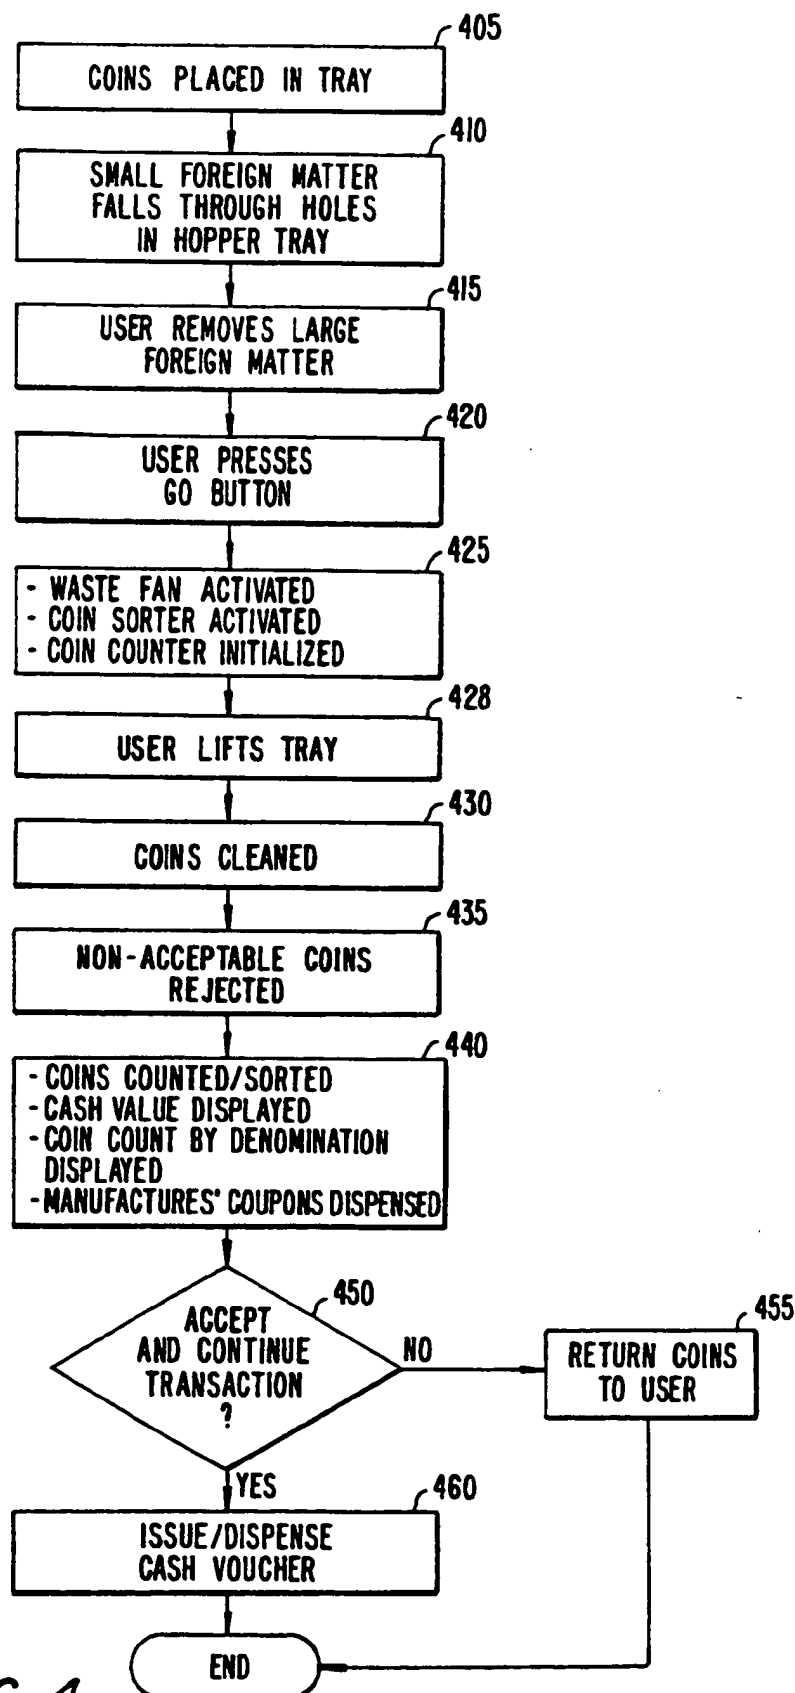 405
COINS PLACED IN TRAY
410
SMALL FOREIGN MATTER
FALLS THROUGH HOLES
IN HOPPER TRAY
415
USER REMOVES LARGE
FOREIGN MATTER
420
USER PRESSES
GO BUTTON
425
- WASTE FAN ACTIVATED
- COIN SORTER ACTIVATED
- COIN COUNTER INITIALIZED
428
USER LIFTS TRAY
430
COINS CLEANED
435
NON-ACCEPTABLE COINS
REJECTED
440
- COINS COUNTED/SORTED
- CASH VALUE DISPLAYED
- COIN COUNT BY DENOMINATION
DISPLAYED
- MANUFACTURES' COUPONS DISPENSED
450
ACCEPT
AND CONTINUE
TRANSACTION
?
NO
455
RETURN COINS
TO USER
YES
460
ISSUE/DISPENSE
CASH VOUCHER
END